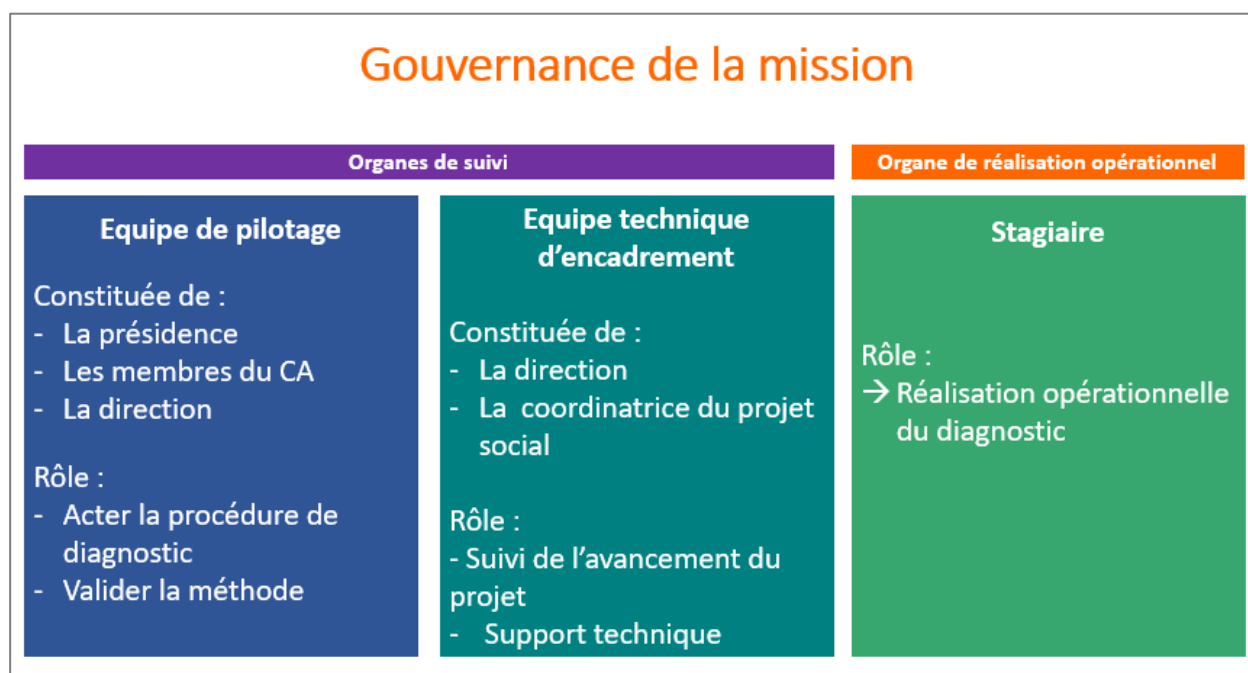 Gouvernance de la mission
Organes de suivi
Organe de réalisation opérationnel
Equipe de pilotage
Constituée de :
- La présidence
- Les membres du CA
- La direction
Rôle :
- Acter la procédure de
diagnostic
- Valider la méthode
Equipe technique
d’encadrement
Constituée de :
- La direction
- La coordinatrice du projet
social
Rôle :
- Suivi de l’avancement du
projet
- Support technique
Stagiaire
Rôle :
→ Réalisation opérationnelle
du diagnostic